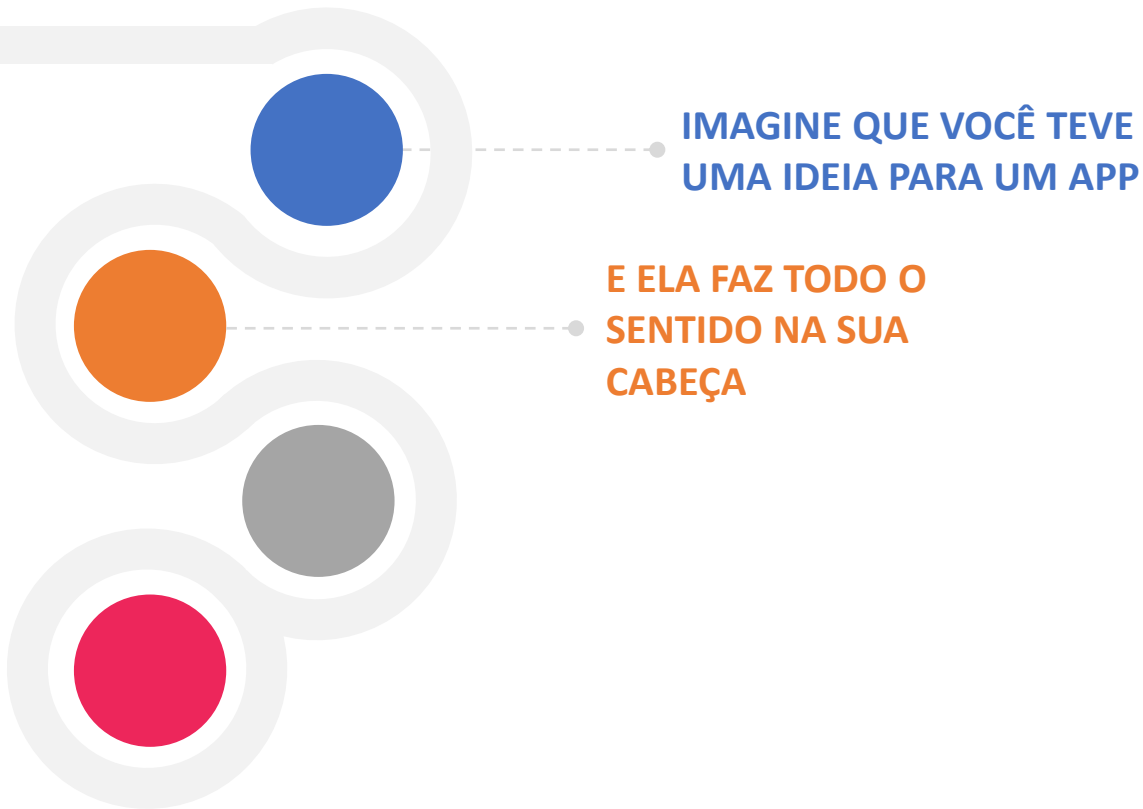 IMAGINE QUE VOCÊ TEVE
UMA IDEIA PARA UM APP
E ELA FAZ TODO O
SENTIDO NA SUA
CABEÇA